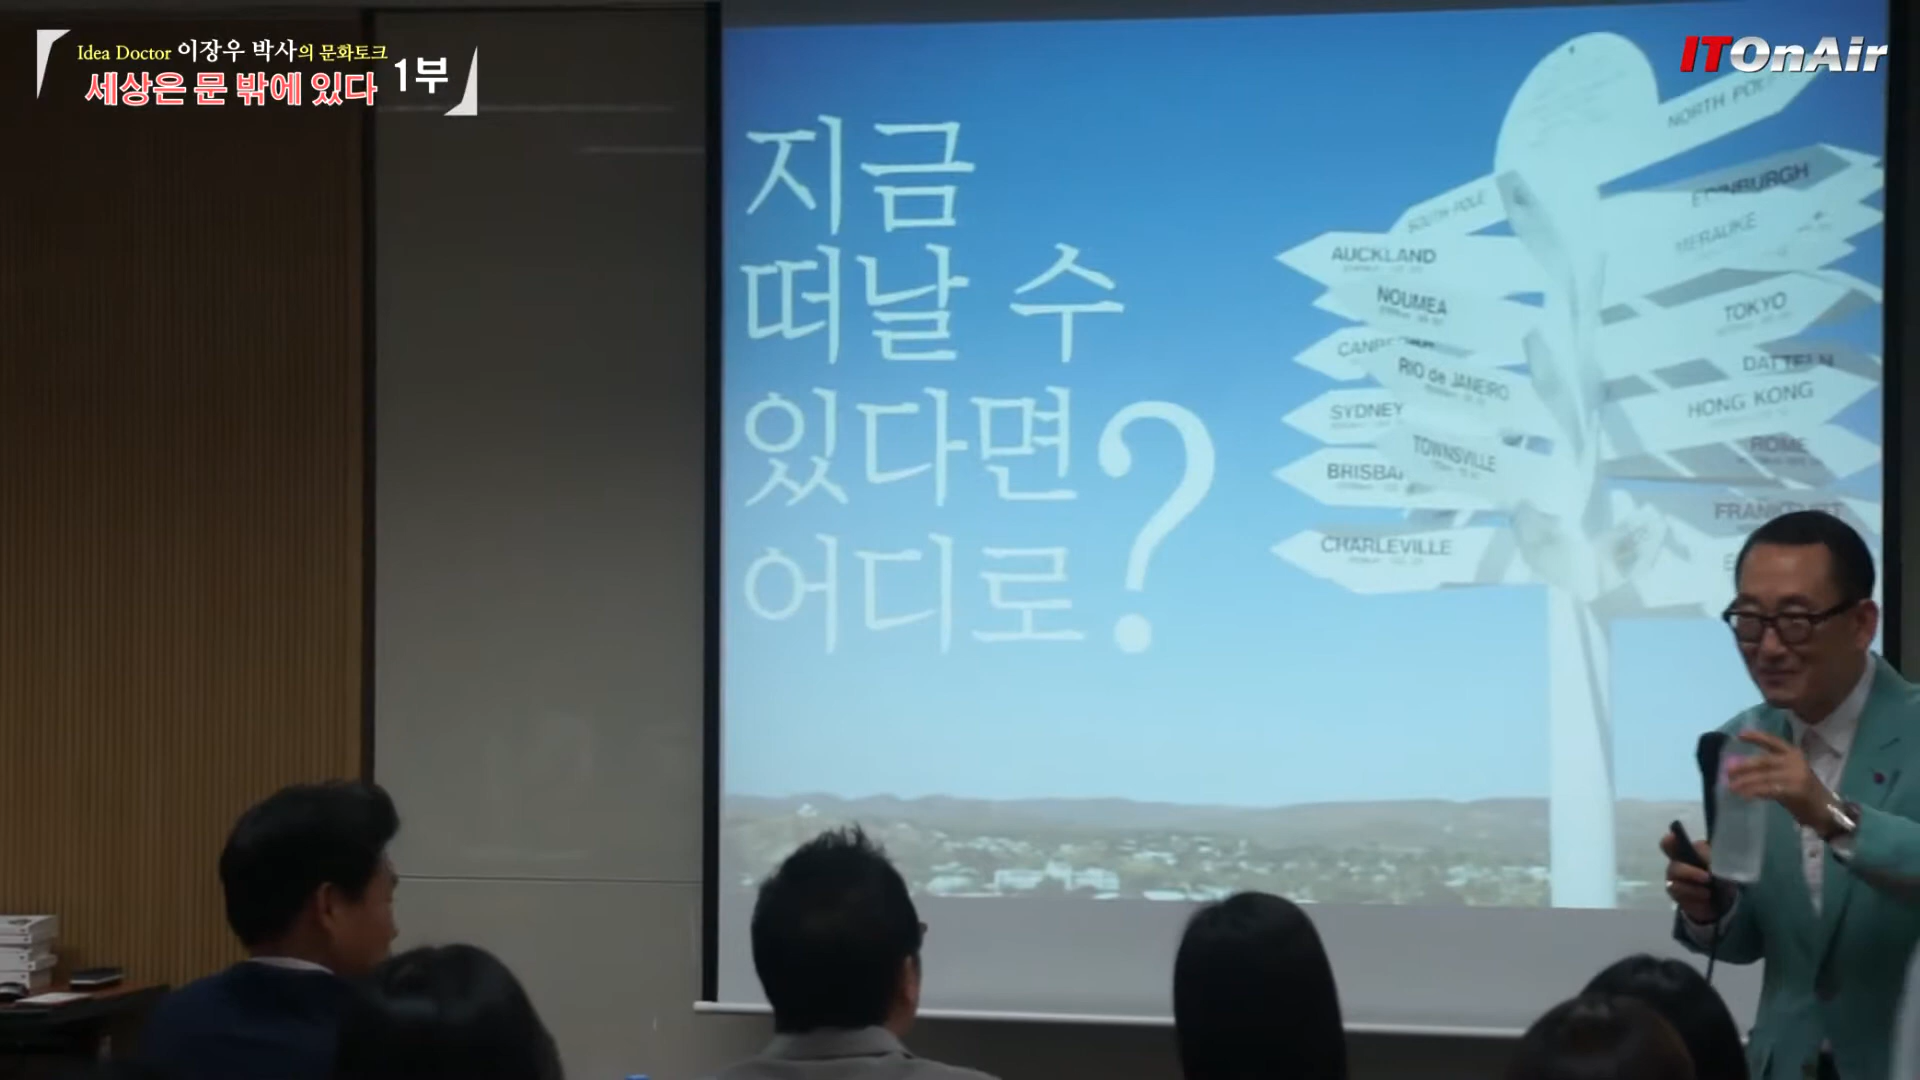 Idea Doctor 이장우 박사의 문화토크
세상은 문 밖에 있다
1부
ITOnAir
지금
떠날 수
있다면
어디로?
NORTH POLE
SOUTH POLE
EDINBURGH
MERAUKE
AUCKLAND
NOUMEA
TOKYO
RIO de JANEIRO
DATTELN
HONG KONG
SYDNEY
TOWNSVILLE
ROME
CHARLEVILLE